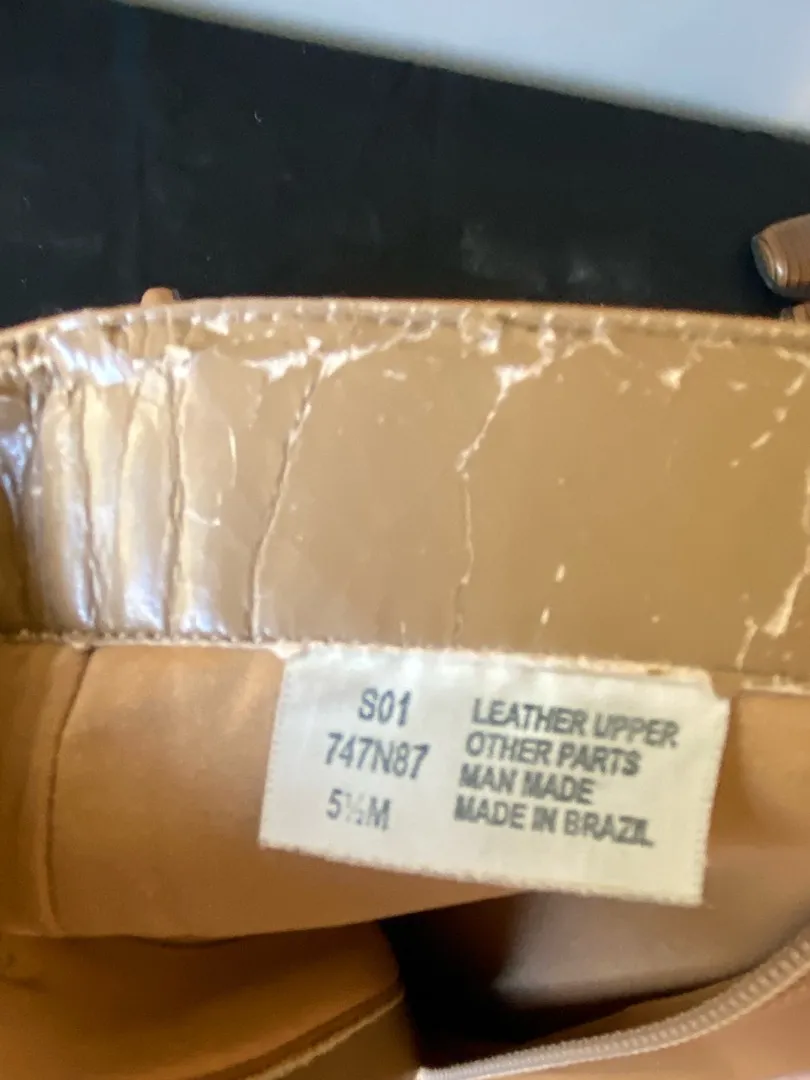 S01
747N87
5½M
LEATHER UPPER
OTHER PARTS
MAN MADE
MADE IN BRAZIL